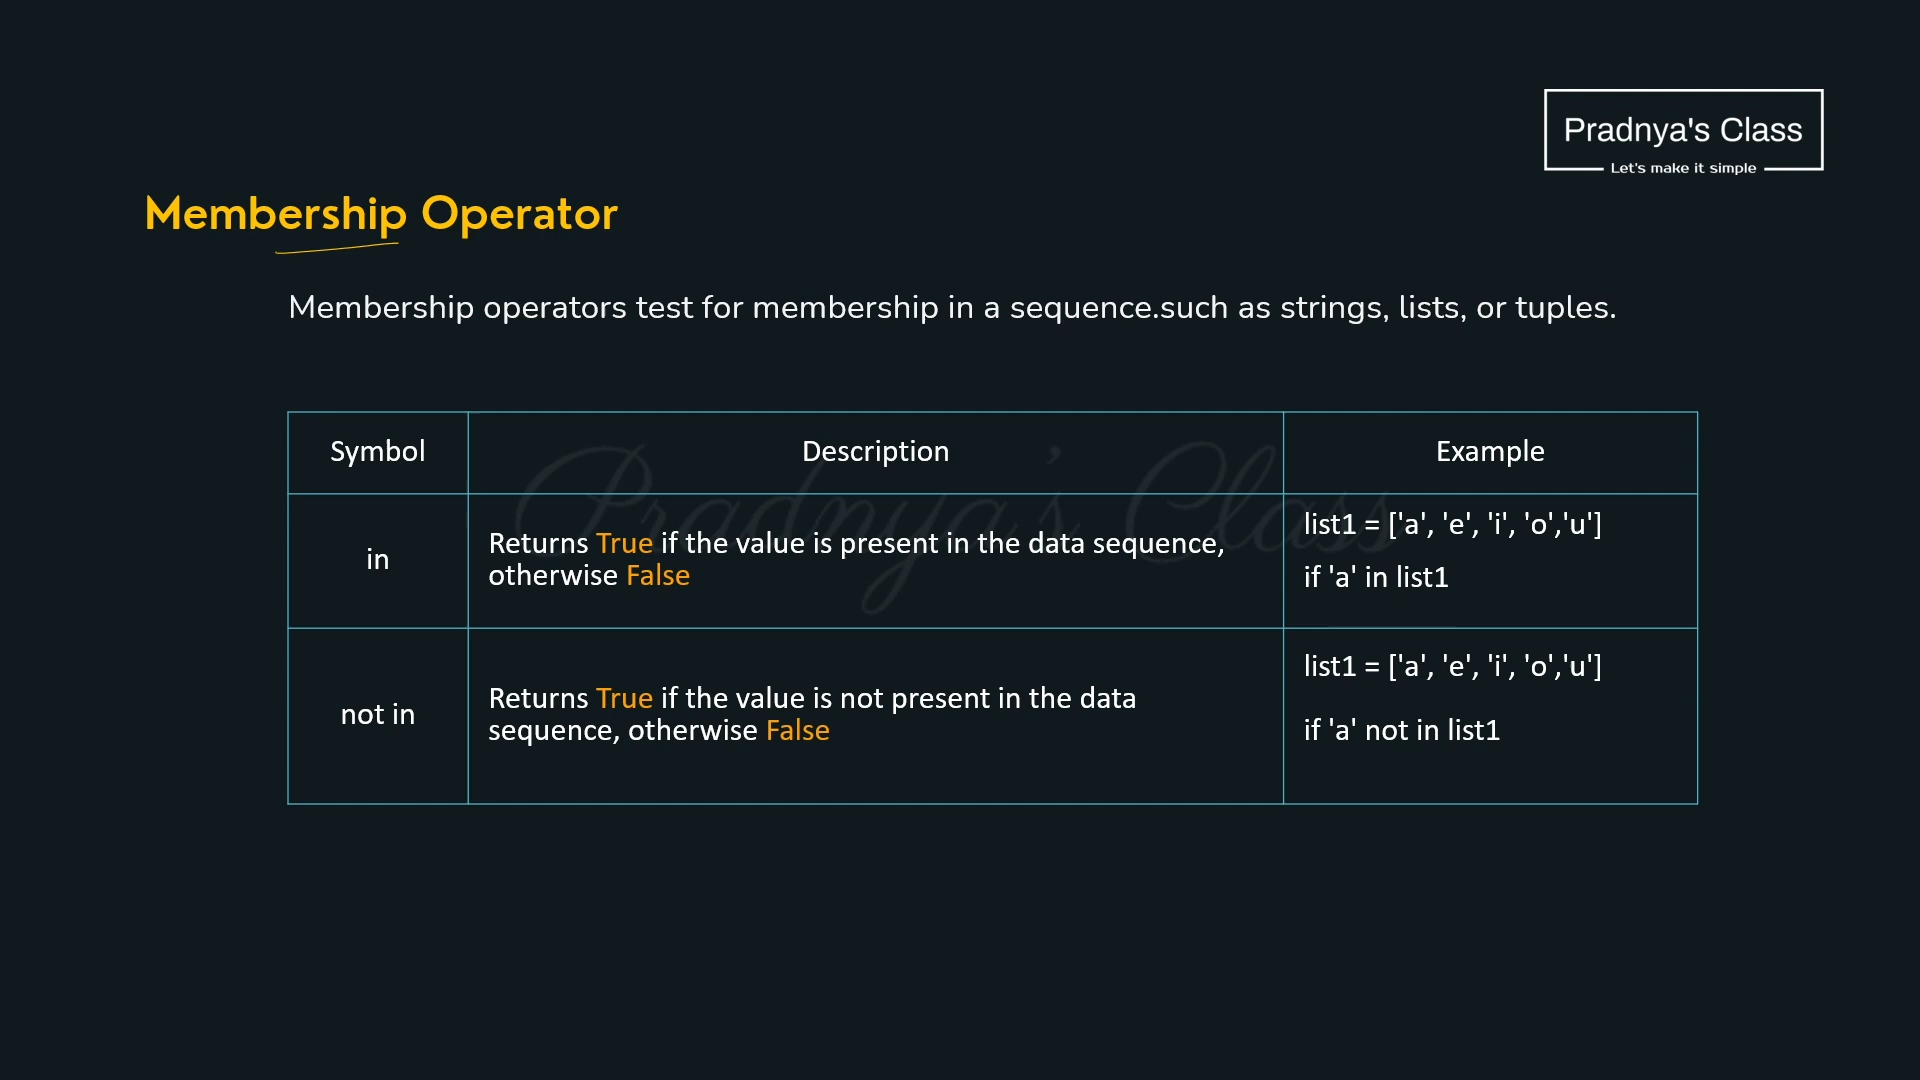 Pradnya's Class
Let's make it simple
Membership Operator
Membership operators test for membership in a sequence.such as strings, lists, or tuples.
Symbol Description Example
Pradnya's Class
in
Returns True if the value is present in the data sequence,
otherwise False
list1 = ['a', 'e', 'i', 'o','u']
if 'a' in list1
not in
Returns True if the value is not present in the data
sequence, otherwise False
list1 = ['a', 'e', 'i', 'o','u']
if 'a' not in list1